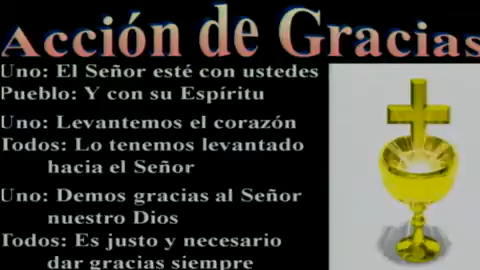 Acción de Gracias
Uno: El Señor esté con ustedes
Pueblo: Y con su Espíritu
Uno: Levantemos el corazón
Todos: Lo tenemos levantado
hacia el Señor
Uno: Demos gracias al Señor
nuestro Dios
Todos: Es justo y necesario
dar gracias siempre